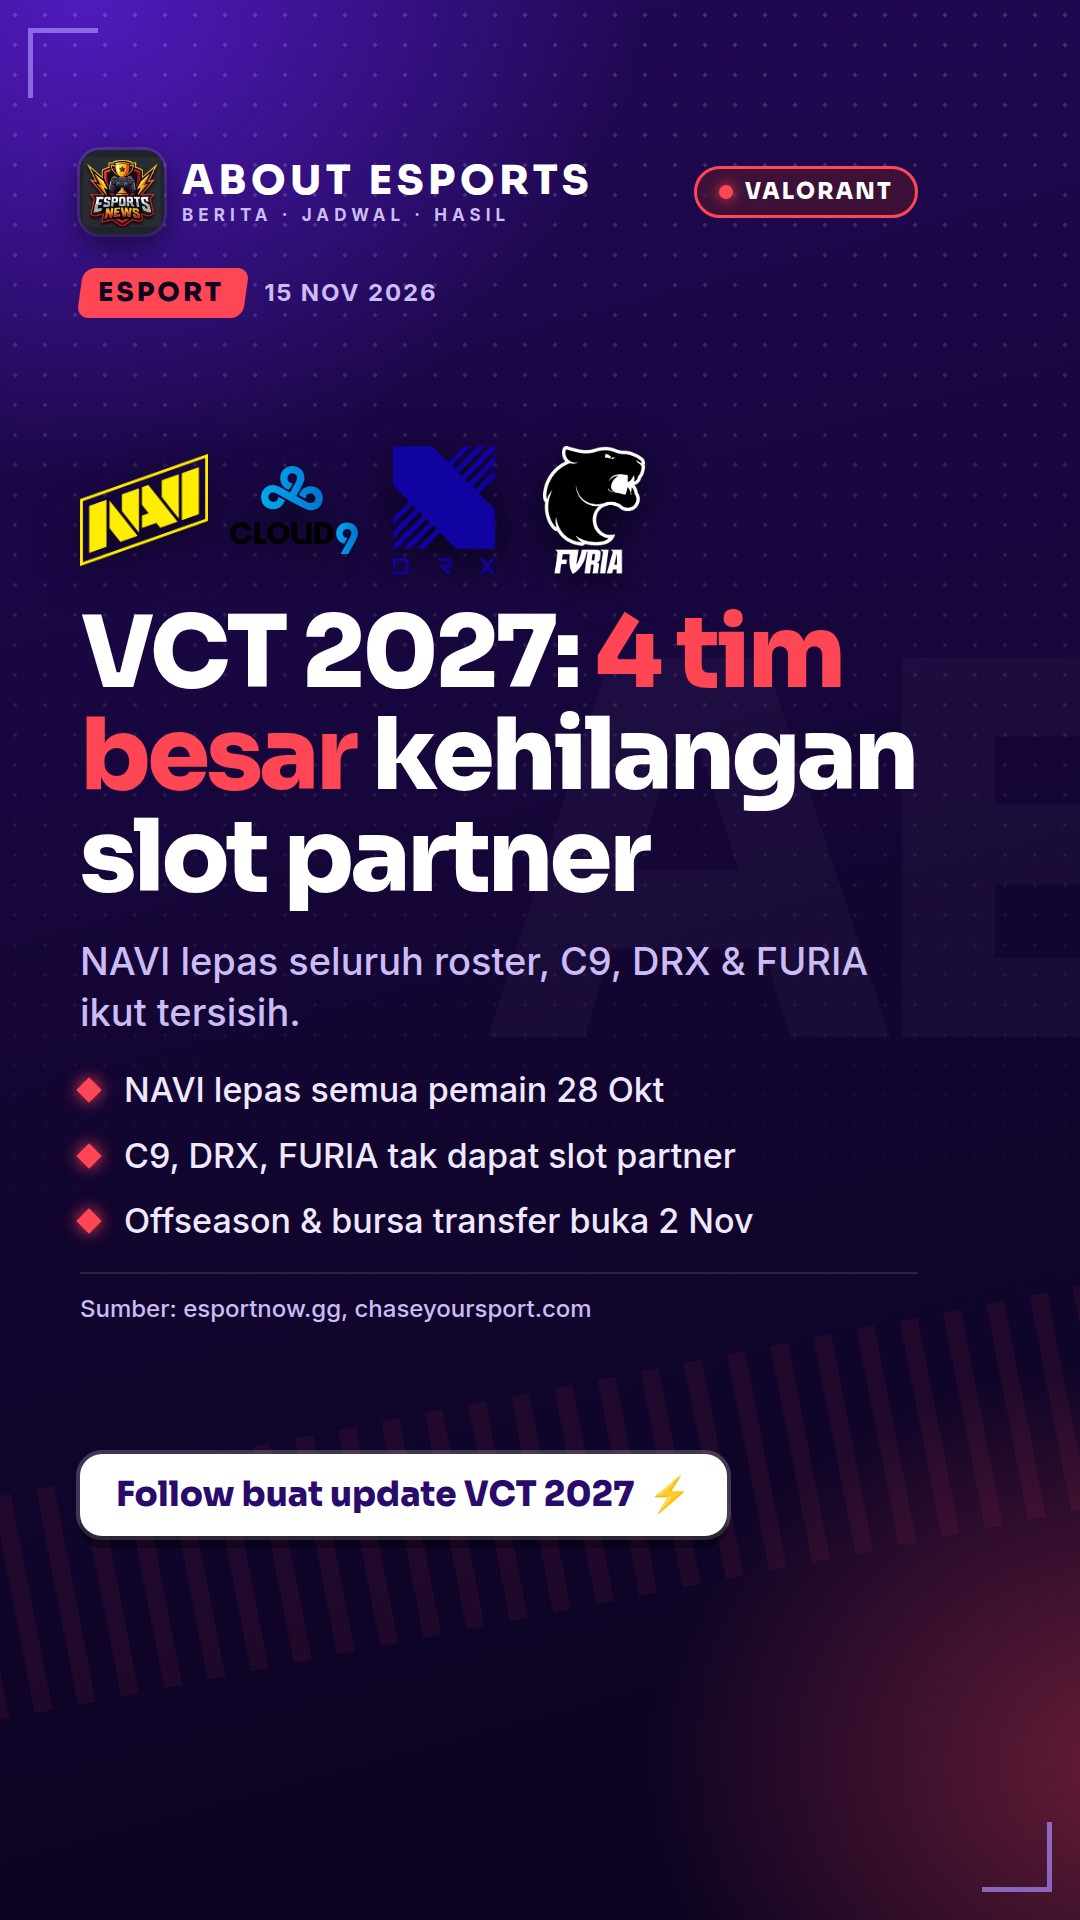 ABOUT ESPORTS
BERITA · JADWAL · HASIL
VALORANT
ESPORTS
NEWS
ESPORT
15 NOV 2026
NAVI
CLOUD9
DRX
FURIA
VCT 2027: 4 tim
besar kehilangan
slot partner
NAVI lepas seluruh roster, C9, DRX & FURIA
ikut tersisih.
NAVI lepas semua pemain 28 Okt
C9, DRX, FURIA tak dapat slot partner
Offseason & bursa transfer buka 2 Nov
Sumber: esportnow.gg, chaseyoursport.com
Follow buat update VCT 2027 ⚡
AE